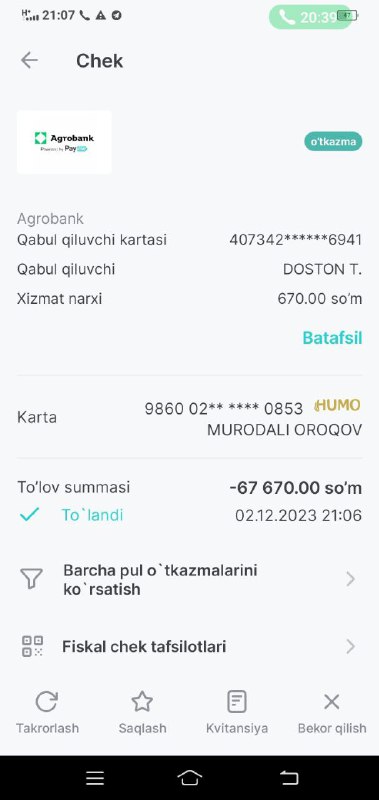 21:07
20:39
Chek
Agrobank
Powered by Pay
o'tkazma
Agrobank
Qabul qiluvchi kartasi 407342******6941
Qabul qiluvchi DOSTON T.
Xizmat narxi 670.00 so'm
Batafsil
Karta 9860 02** **** 0853 HUMO
MURODALI OROQOV
To'lov summasi -67 670.00 so'm
To`landi 02.12.2023 21:06
Barcha pul o`tkazmalarini
ko`rsatish
Fiskal chek tafsilotlari
Takrorlash Saqlash Kvitansiya Bekor qilish